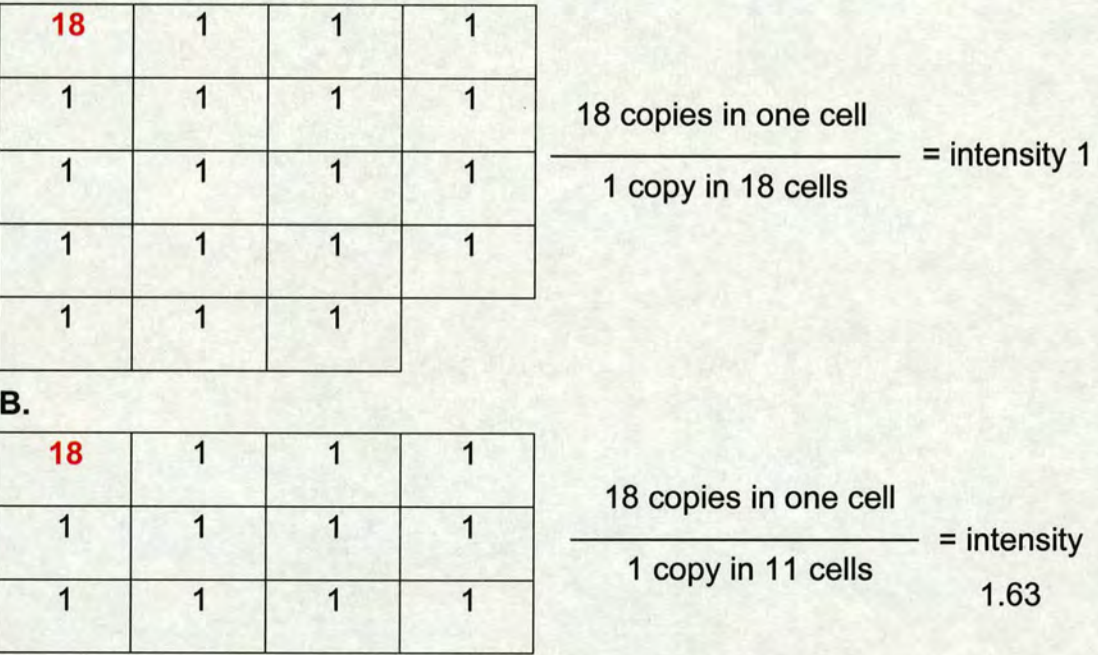 18 1 1 1
1 1 1 1
1 1 1 1
1 1 1 1
1 1 1
18 copies in one cell
1 copy in 18 cells
= intensity 1
B.
18 1 1 1
1 1 1 1
1 1 1 1
18 copies in one cell
1 copy in 11 cells
= intensity
1.63